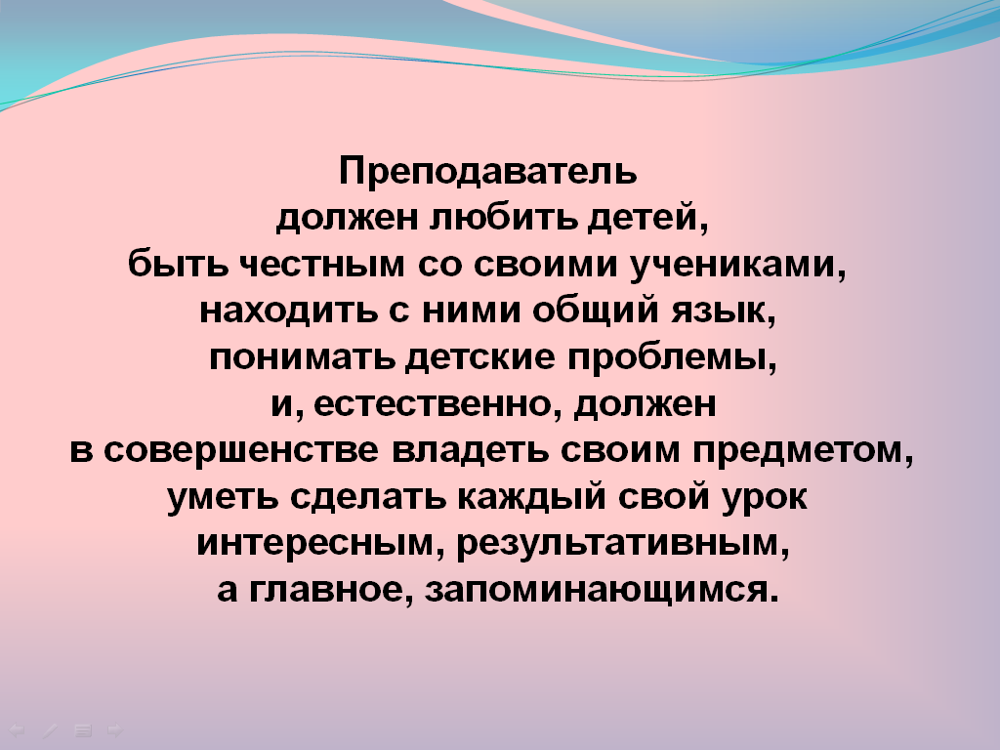 Преподаватель
должен любить детей,
быть честным со своими учениками,
находить с ними общий язык,
понимать детские проблемы,
и, естественно, должен
в совершенстве владеть своим предметом,
уметь сделать каждый свой урок
интересным, результативным,
а главное, запоминающимся.